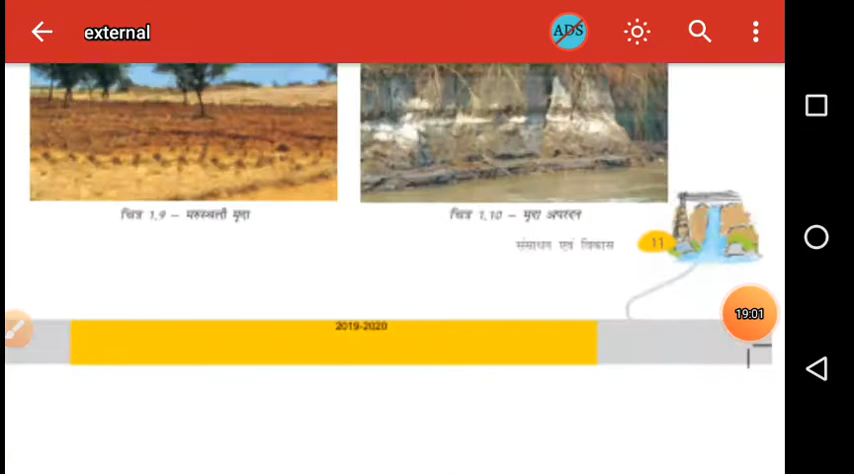 external
ADS
चित्र 1.9 – मरुस्थली मृदा
चित्र 1.10 – मृदा अपरदन
संसाधन एवं विकास 11
19:01
2019-2020